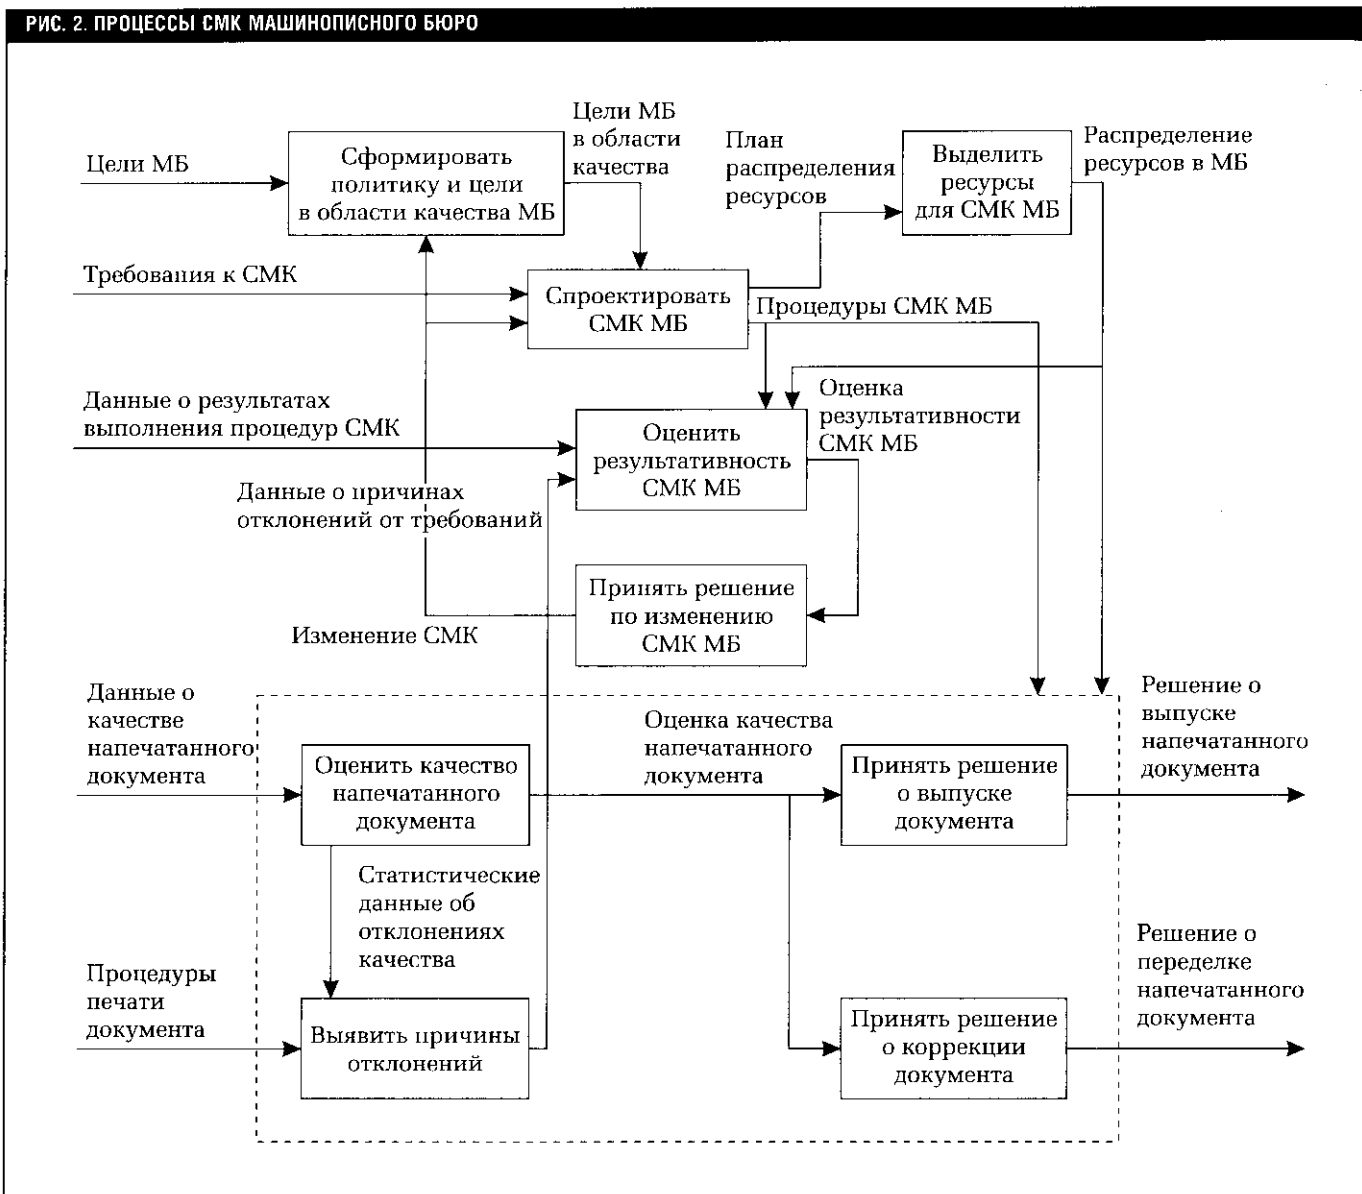 РИС. 2. ПРОЦЕССЫ СМК МАШИНОПИСНОГО БЮРО
Цели МБ
Сформировать
политику и цели
в области качества МБ
Цели МБ
в области
качества
План
распределения
ресурсов
Выделить
ресурсы
для СМК МБ
Распределение
ресурсов в МБ
Требования к СМК
Спроектировать
СМК МБ
Процедуры СМК МБ
Данные о результатах
выполнения процедур СМК
Оценить
результативность
СМК МБ
Оценка
результативности
СМК МБ
Данные о причинах
отклонений от требований
Принять решение
по изменению
СМК МБ
Изменение СМК
Данные о
качестве
напечатанного
документа
Оценить качество
напечатанного
документа
Оценка качества
напечатанного
документа
Принять решение
о выпуске
документа
Решение о
выпуске
напечатанного
документа
Статистические
данные об
отклонениях
качества
Процедуры
печати
документа
Выявить причины
отклонений
Принять решение
о коррекции
документа
Решение о
переделке
напечатанного
документа